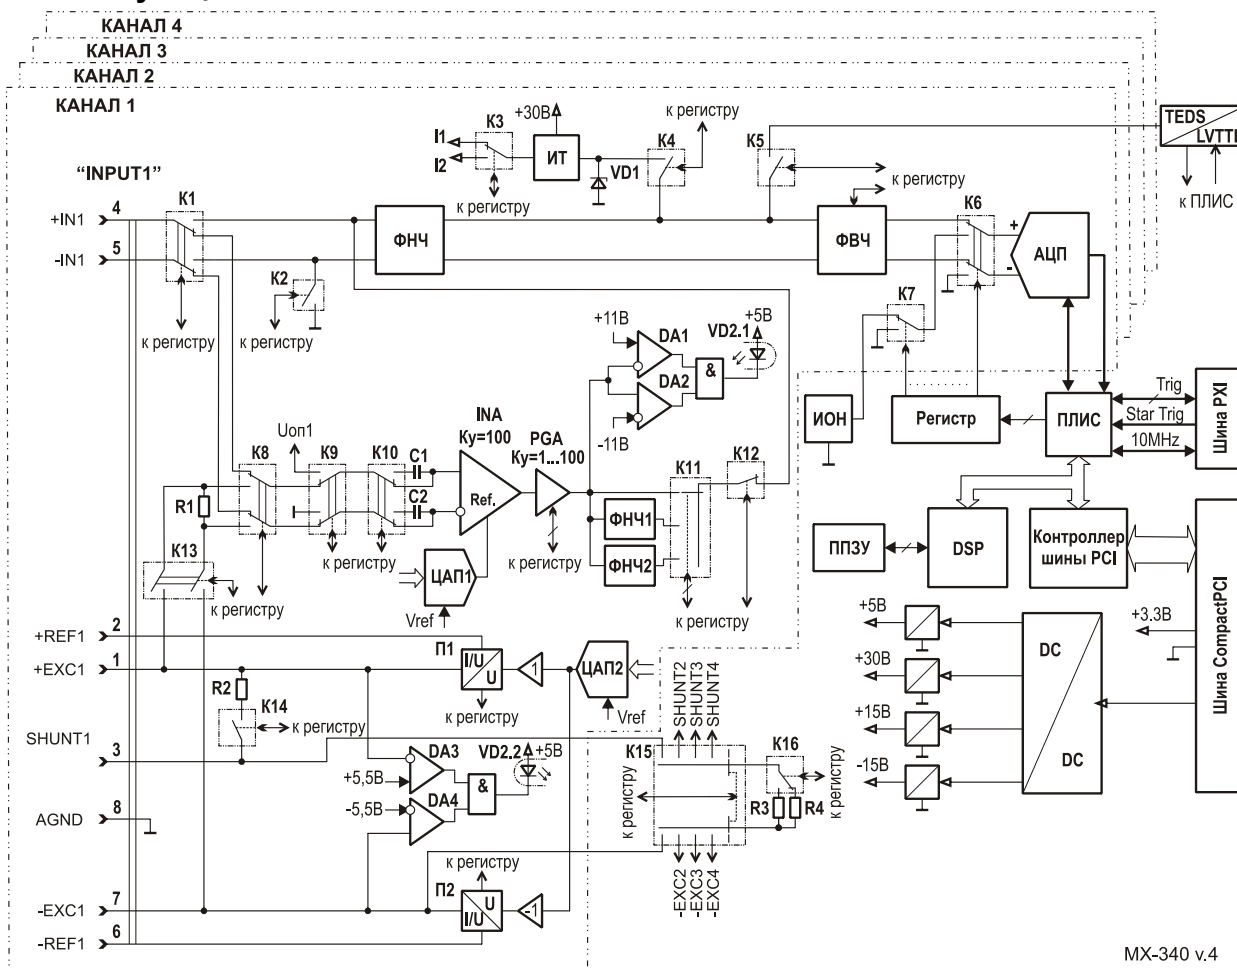 КАНАЛ 4
КАНАЛ 3
КАНАЛ 2
КАНАЛ 1
TEDS
LVTTL
к ПЛИС
+30В
К3
I1
I2
ИТ
VD1
к регистру
К4
к регистру
К5
к регистру
“INPUT1”
К1
+IN1
4
-IN1
5
к регистру
К2
к регистру
ФНЧ
ФВЧ
К6
+
-
АЦП
К7
+11В
-11В
DA1
DA2
&
VD2.1
+5В
ИОН
Регистр
ПЛИС
Trig
Star Trig
10MHz
Шина PXI
Uоп1
К8
К9
К10
C1
C2
INA
Ку=100
Ref.
PGA
Ку=1...100
К11
К12
ФНЧ1
ФНЧ2
R1
К13
к регистру
к регистру
к регистру
к регистру
ЦАП1
Vref
ППЗУ
DSP
Контроллер
шины PCI
Шина CompactPCI
+REF1
2
+EXC1
1
П1
I/U
U
1
ЦАП2
Vref
к регистру
R2
К14
к регистру
SHUNT1
3
SHUNT2
SHUNT3
SHUNT4
+5В
+30В
+15В
-15В
DC
DC
+3.3В
DA3
DA4
+5,5В
-5,5В
&
VD2.2
+5В
К15
к регистру
К16
к регистру
R3
R4
AGND
8
-EXC2
-EXC3
-EXC4
к регистру
П2
U
I/U
-1
-EXC1
7
-REF1
6
MX-340 v.4